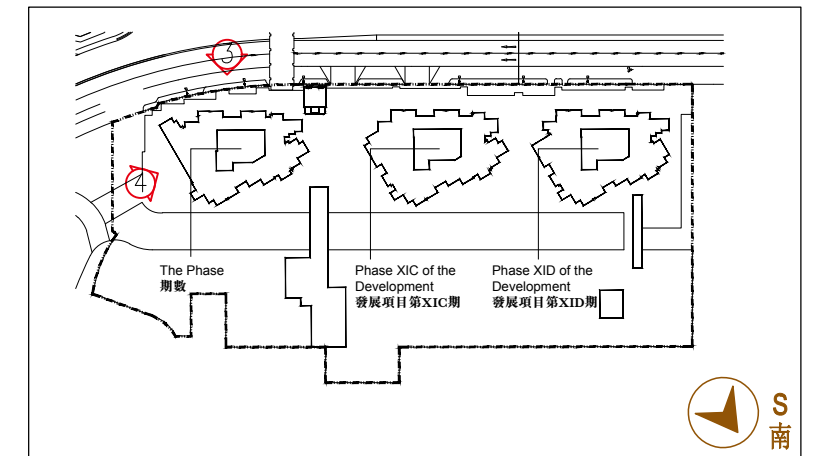 3
4
The Phase
期數
Phase XIC of the
Development
發展項目第XIC期
Phase XID of the
Development
發展項目第XID期
S
南